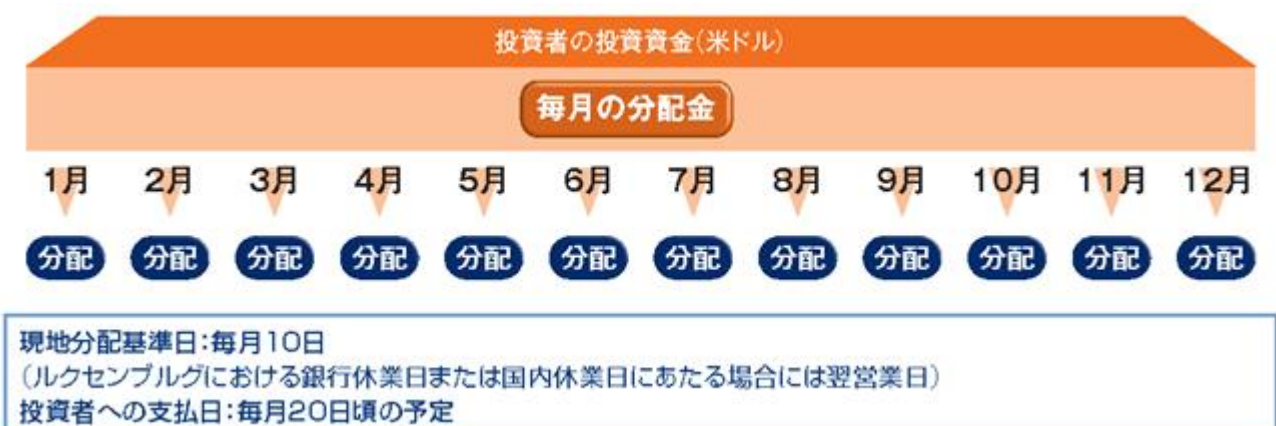 投資者の投資資金(米ドル)
毎月の分配金
1月 2月 3月 4月 5月 6月 7月 8月 9月 10月 11月 12月
分配 分配 分配 分配 分配 分配 分配 分配 分配 分配 分配 分配
現地分配基準日:毎月10日
(ルクセンブルグにおける銀行休業日または国内休業日にあたる場合には翌営業日)
投資者への支払日:毎月20日頃の予定